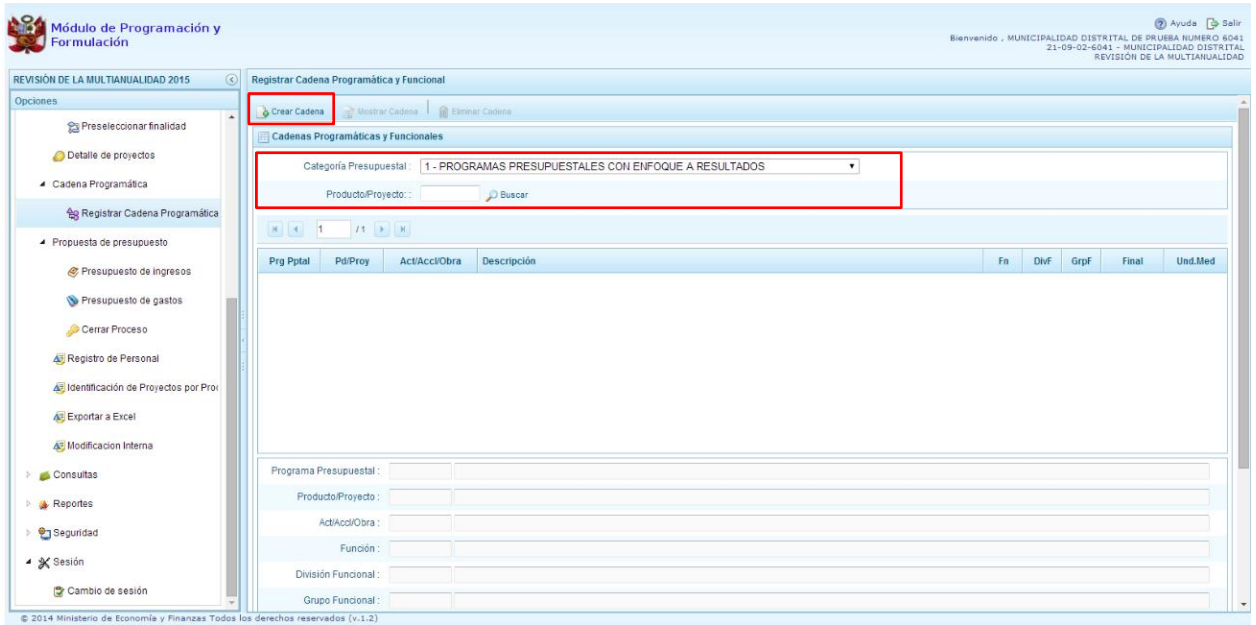 Módulo de Programación y
Formulación
Ayuda Salir
Bienvenido , MUNICIPALIDAD DISTRITAL DE PRUEBA NUMERO 6041
21-09-02-6041 - MUNICIPALIDAD DISTRITAL
REVISIÓN DE LA MULTIANUALIDAD
REVISIÓN DE LA MULTIANUALIDAD 2015
Opciones
Preseleccionar finalidad
Detalle de proyectos
Cadena Programática
Registrar Cadena Programática
Propuesta de presupuesto
Presupuesto de ingresos
Presupuesto de gastos
Cerrar Proceso
Registro de Personal
Identificación de Proyectos por Pro
Exportar a Excel
Modificacion Interna
Consultas
Reportes
Seguridad
Sesión
Cambio de sesión
Registrar Cadena Programática y Funcional
Crear Cadena Mostrar Cadena Eliminar Cadena
Cadenas Programáticas y Funcionales
Categoría Presupuestal : 1 - PROGRAMAS PRESUPUESTALES CON ENFOQUE A RESULTADOS
Producto/Proyecto: : Buscar
1 / 1
Prg Pptal Pd/Proy Act/AccI/Obra Descripción Fn DivF GrpF Final Und.Med
Programa Presupuestal :
Producto/Proyecto :
Act/AccI/Obra :
Función :
División Funcional :
Grupo Funcional :
© 2014 Ministerio de Economía y Finanzas Todos los derechos reservados (v.1.2)